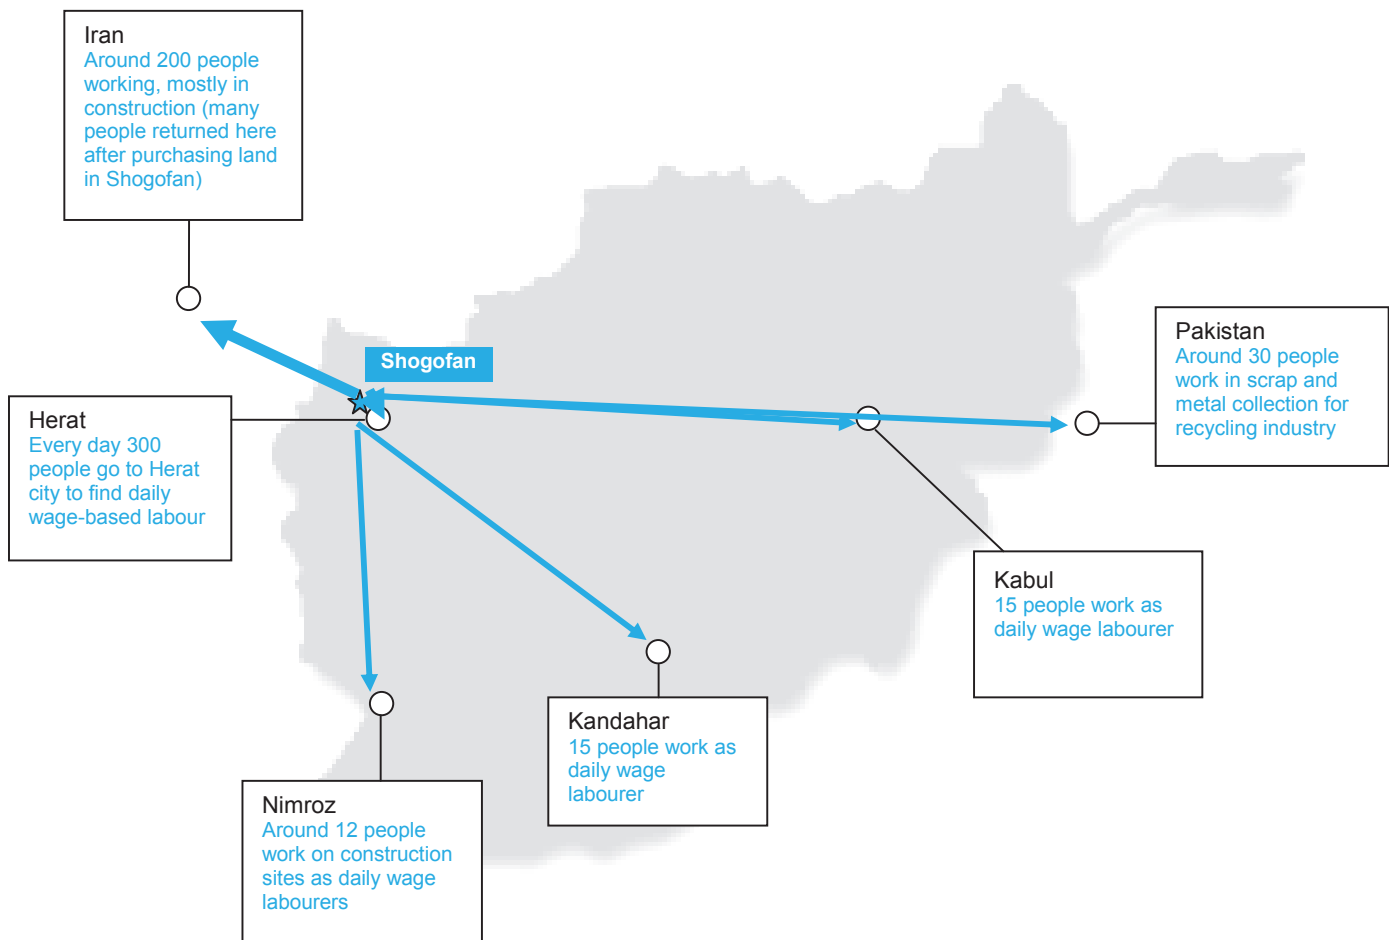 Iran
Around 200 people
working, mostly in
construction (many
people returned here
after purchasing land
in Shogofan)
Shogofan
Pakistan
Around 30 people
work in scrap and
metal collection for
recycling industry
Herat
Every day 300
people go to Herat
city to find daily
wage-based labour
Kabul
15 people work as
daily wage labourer
Kandahar
15 people work as
daily wage
labourer
Nimroz
Around 12 people
work on construction
sites as daily wage
labourers